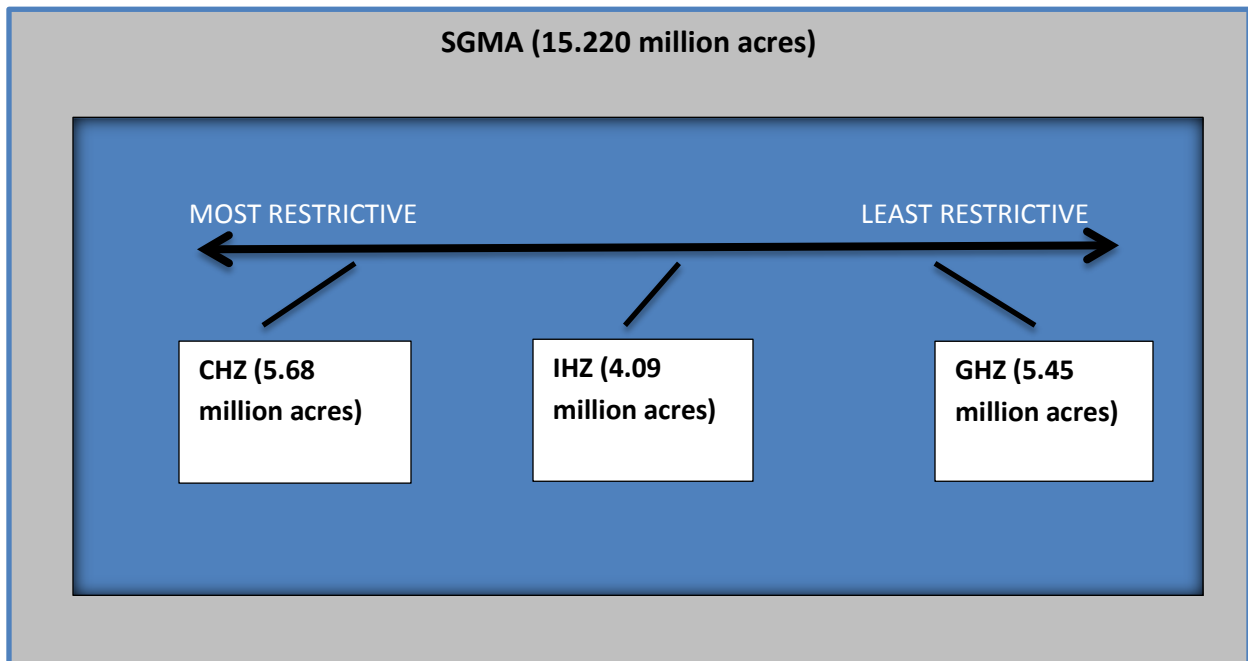 SGMA (15.220 million acres)
MOST RESTRICTIVE
LEAST RESTRICTIVE
CHZ (5.68
million acres)
IHZ (4.09
million acres)
GHZ (5.45
million acres)